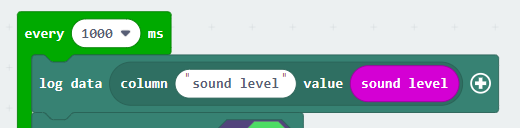 every 1000 ms
log data column "sound level" value sound level